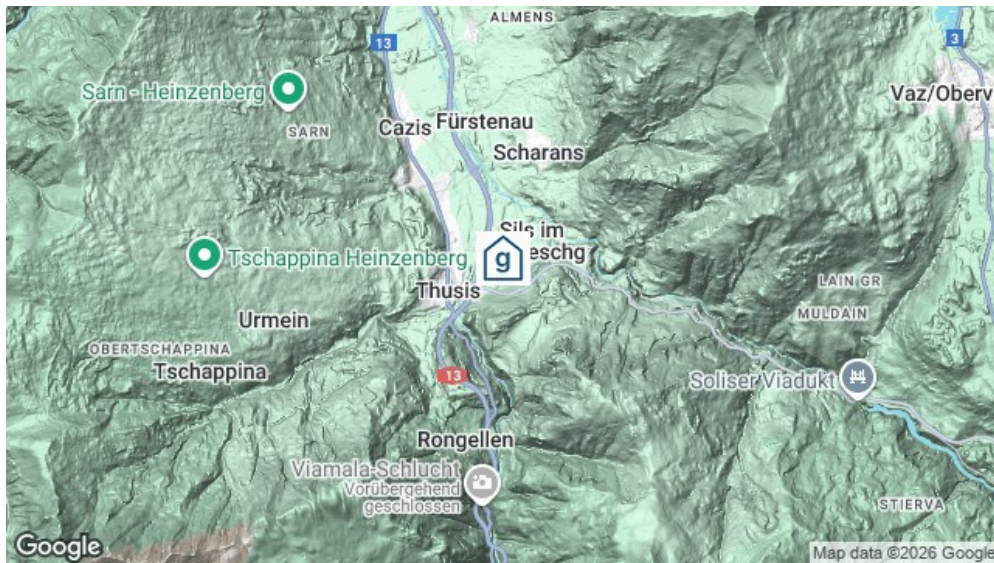 ALMENS
13
3
Sarn - Heinzenberg
Vaz/Oberv
SARN
Cazis
Fürstenau
Scharans
Sils im
eschg
g
Tschappina Heinzenberg
Thusis
LAIN GR
MULDAIN
Urmein
OBERTSCHAPPINA
Tschappina
13
Soliser Viadukt
Rongellen
Viamala-Schlucht
Vorübergehend
geschlossen
STIERVA
Google
Map data ©2026 Google